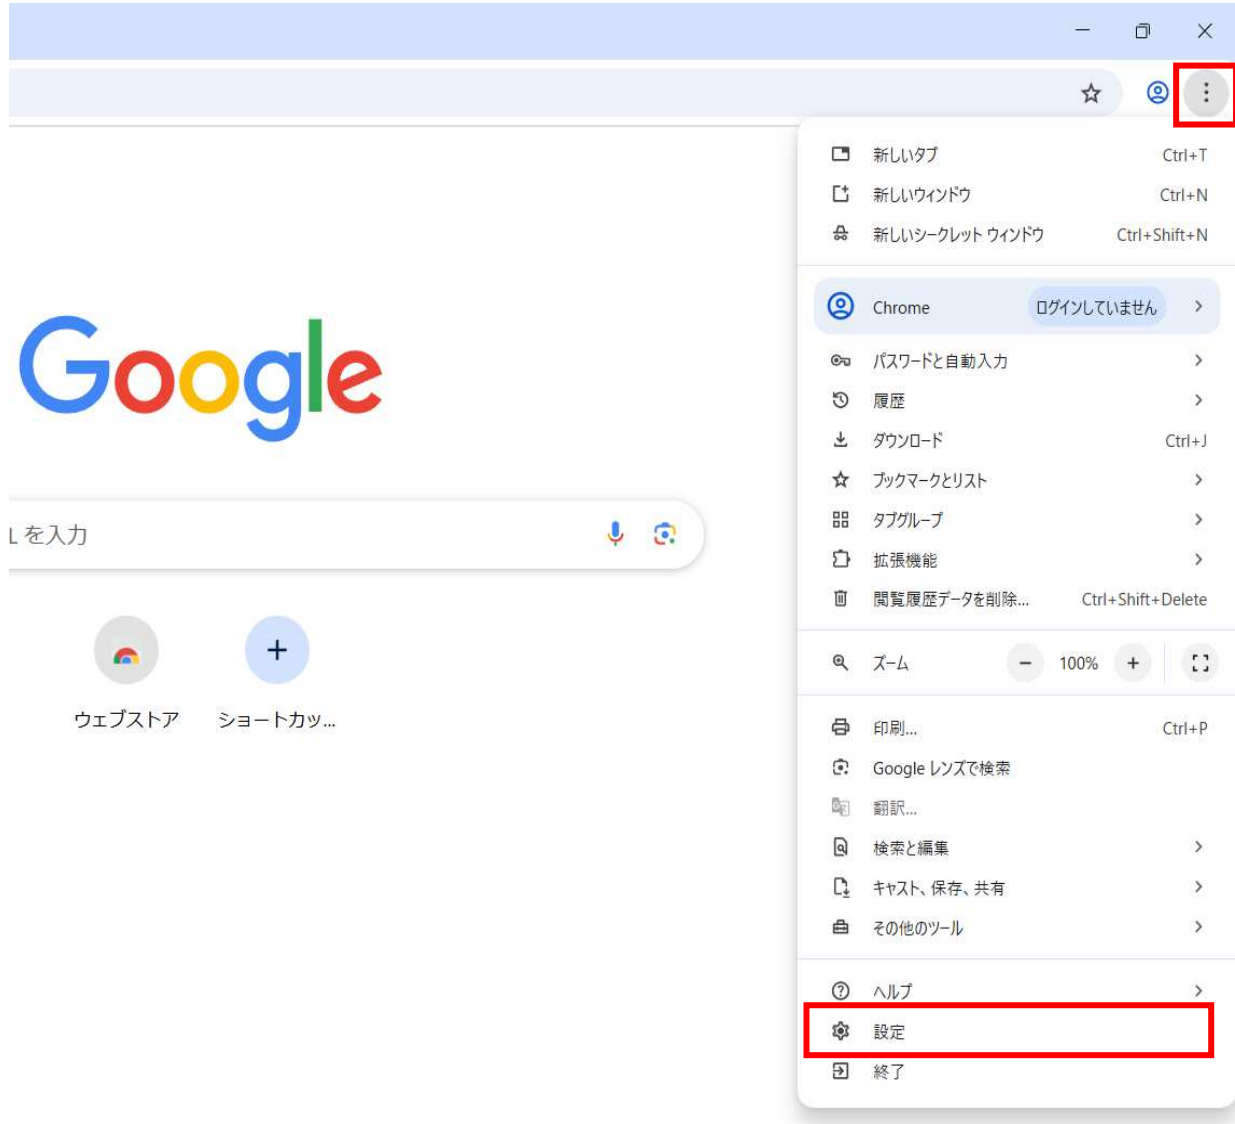 新しいタブ Ctrl+T
新しいウィンドウ Ctrl+N
新しいシークレット ウィンドウ Ctrl+Shift+N
Chrome ログインしていません
パスワードと自動入力
履歴
ダウンロード Ctrl+J
ブックマークとリスト
タブグループ
拡張機能
閲覧履歴データを削除... Ctrl+Shift+Delete
ズーム − 100% +
印刷... Ctrl+P
Google レンズで検索
翻訳...
検索と編集
キャスト、保存、共有
その他のツール
ヘルプ
設定
終了
Google
L を入力
ウェブストア
ショートカッ...